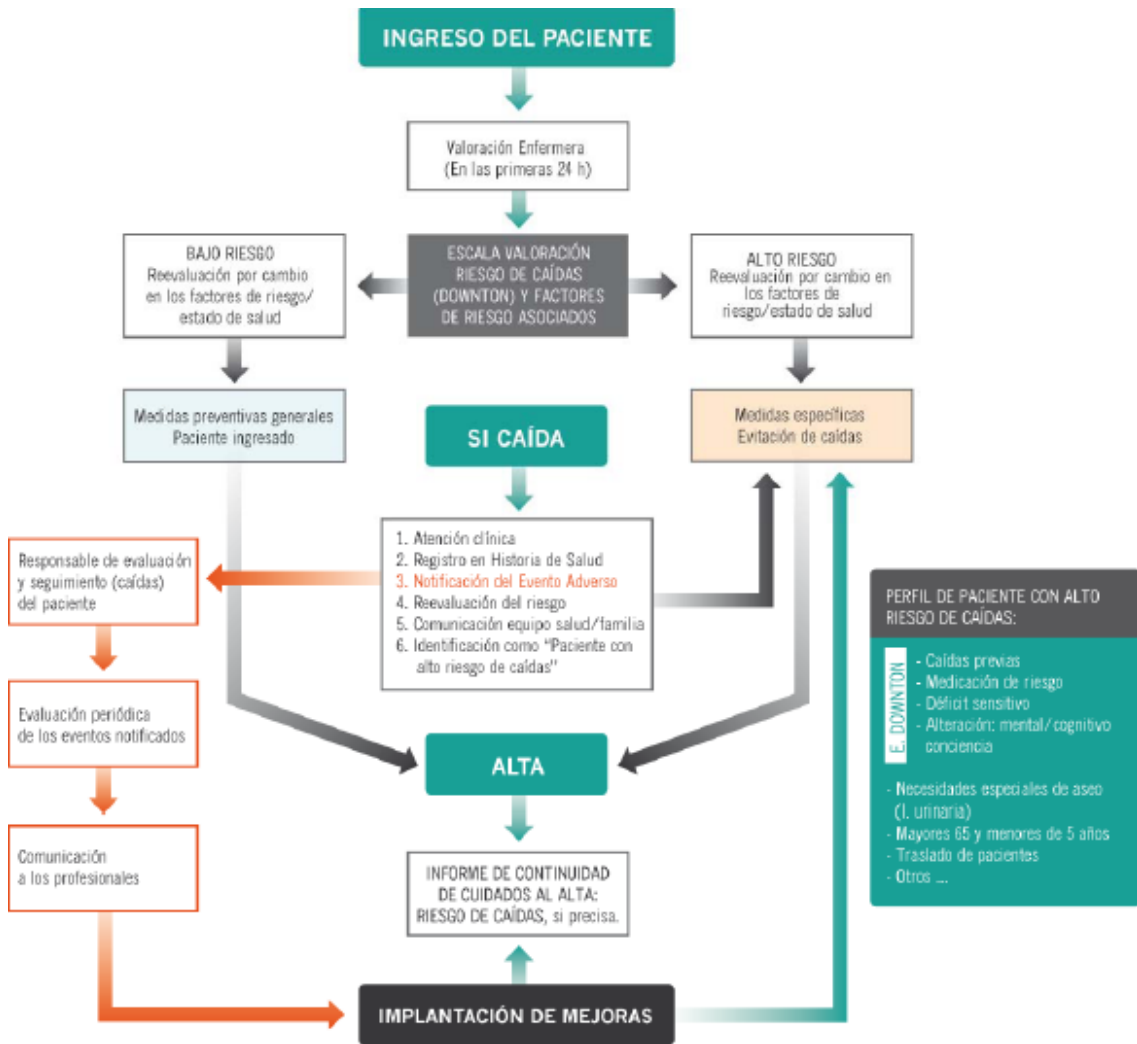 INGRESO DEL PACIENTE
Valoración Enfermera
(En las primeras 24 h)
BAJO RIESGO
Reevaluación por cambio
en los factores de riesgo/
estado de salud
ESCALA VALORACIÓN
RIESGO DE CAÍDAS
(DOWNTON) Y FACTORES
DE RIESGO ASOCIADOS
ALTO RIESGO
Reevaluación por cambio en
los factores de
riesgo/estado de salud
Medidas preventivas generales
Paciente ingresado
SI CAÍDA
Medidas específicas
Evitación de caídas
1. Atención clínica
2. Registro en Historia de Salud
3. Notificación del Evento Adverso
4. Reevaluación del riesgo
5. Comunicación equipo salud/familia
6. Identificación como "Paciente con
alto riesgo de caídas"
Responsable de evaluación
y seguimiento (caídas)
del paciente
Evaluación periódica
de los eventos notificados
Comunicación
a los profesionales
ALTA
INFORME DE CONTINUIDAD
DE CUIDADOS AL ALTA:
RIESGO DE CAÍDAS, si precisa.
IMPLANTACIÓN DE MEJORAS
PERFIL DE PACIENTE CON ALTO
RIESGO DE CAÍDAS:
E. DOWNTON
- Caídas previas
- Medicación de riesgo
- Déficit sensitivo
- Alteración: mental/cognitivo
conciencia
- Necesidades especiales de aseo
(I. urinaria)
- Mayores 65 y menores de 5 años
- Traslado de pacientes
- Otros ...